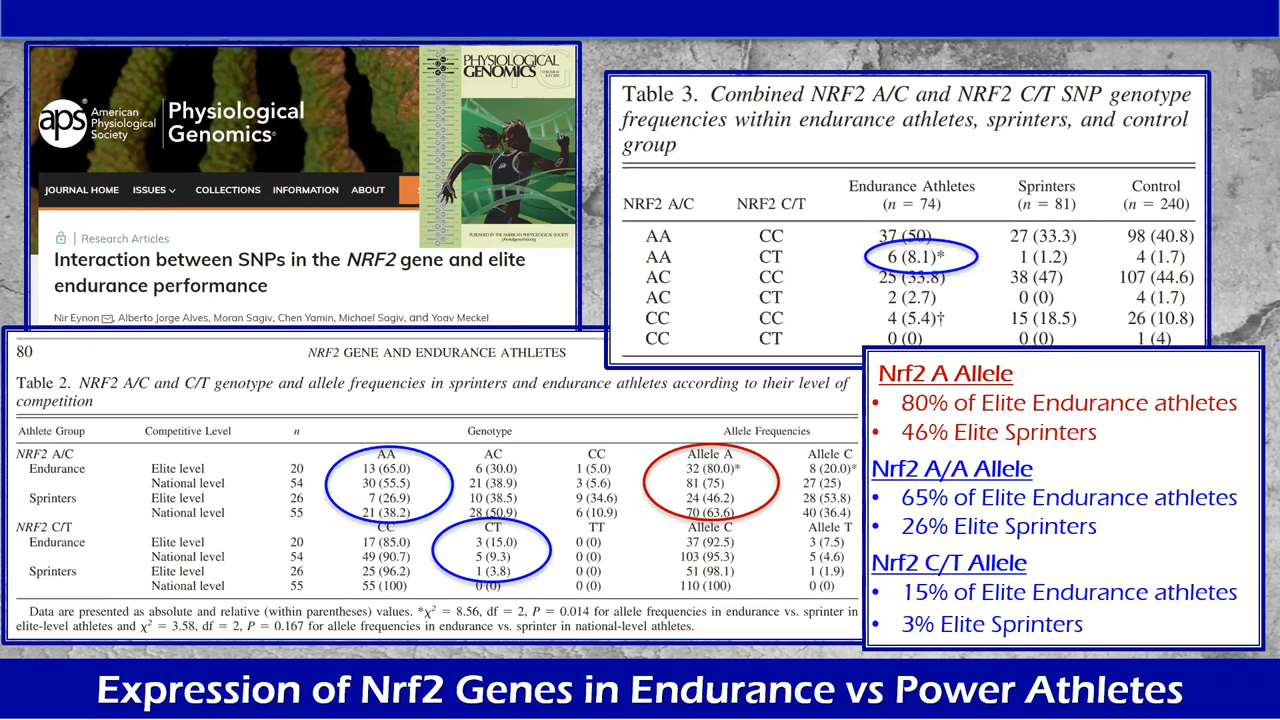 aps
®
American
Physiological
Society
Physiological
Genomics®
PHYSIOLOGICAL
GENOMICS
JOURNAL HOME ISSUES COLLECTIONS INFORMATION ABOUT
Research Articles
Interaction between SNPs in the NRF2 gene and elite
endurance performance
Nir Eynon, Alberto Jorge Alves, Moran Sagiv, Chen Yamin, Michael Sagiv, and Yoav Meckel
PUBLISHED BY THE AMERICAN PHYSIOLOGICAL SOCIETY
Table 3. Combined NRF2 A/C and NRF2 C/T SNP genotype
frequencies within endurance athletes, sprinters, and control
group
Endurance Athletes Sprinters Control
NRF2 A/C NRF2 C/T (n = 74) (n = 81) (n = 240)
AA CC 37 (50) 27 (33.3) 98 (40.8)
AA CT 6 (8.1)* 1 (1.2) 4 (1.7)
AC CC 25 (33.8) 38 (47) 107 (44.6)
AC CT 2 (2.7) 0 (0) 4 (1.7)
CC CC 4 (5.4)† 15 (18.5) 26 (10.8)
CC CT 0 (0) 0 (0) 1 (4)
80 NRF2 GENE AND ENDURANCE ATHLETES
Table 2. NRF2 A/C and C/T genotype and allele frequencies in sprinters and endurance athletes according to their level of
competition
Athlete Group Competitive Level n Genotype Allele Frequencies
NRF2 A/C AA AC CC Allele A Allele C
Endurance Elite level 20 13 (65.0) 6 (30.0) 1 (5.0) 32 (80.0)* 8 (20.0)*
National level 54 30 (55.5) 21 (38.9) 3 (5.6) 81 (75) 27 (25)
Sprinters Elite level 26 7 (26.9) 10 (38.5) 9 (34.6) 24 (46.2) 28 (53.8)
National level 55 21 (38.2) 28 (50.9) 6 (10.9) 70 (63.6) 40 (36.4)
NRF2 C/T CC CT TT Allele C Allele T
Endurance Elite level 20 17 (85.0) 3 (15.0) 0 (0) 37 (92.5) 3 (7.5)
National level 54 49 (90.7) 5 (9.3) 0 (0) 103 (95.3) 5 (4.6)
Sprinters Elite level 26 25 (96.2) 1 (3.8) 0 (0) 51 (98.1) 1 (1.9)
National level 55 55 (100) 0 (0) 0 (0) 110 (100) 0 (0)
Data are presented as absolute and relative (within parentheses) values. *χ² = 8.56, df = 2, P = 0.014 for allele frequencies in endurance vs. sprinter in
elite-level athletes and χ² = 3.58, df = 2, P = 0.167 for allele frequencies in endurance vs. sprinter in national-level athletes.
Nrf2 A Allele
• 80% of Elite Endurance athletes
• 46% Elite Sprinters
Nrf2 A/A Allele
• 65% of Elite Endurance athletes
• 26% Elite Sprinters
Nrf2 C/T Allele
• 15% of Elite Endurance athletes
• 3% Elite Sprinters
Expression of Nrf2 Genes in Endurance vs Power Athletes